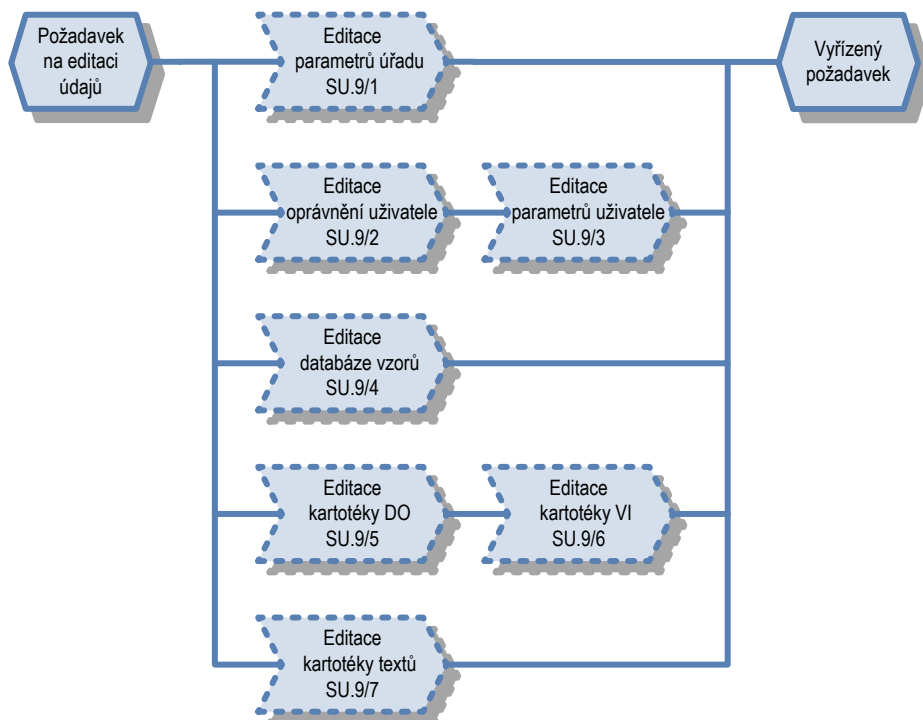 Požadavek
na editaci
údajů
Editace
parametrů úřadu
SU.9/1
Vyřízený
požadavek
Editace
oprávnění uživatele
SU.9/2
Editace
parametrů uživatele
SU.9/3
Editace
databáze vzorů
SU.9/4
Editace
kartotéky DO
SU.9/5
Editace
kartotéky VI
SU.9/6
Editace
kartotéky textů
SU.9/7